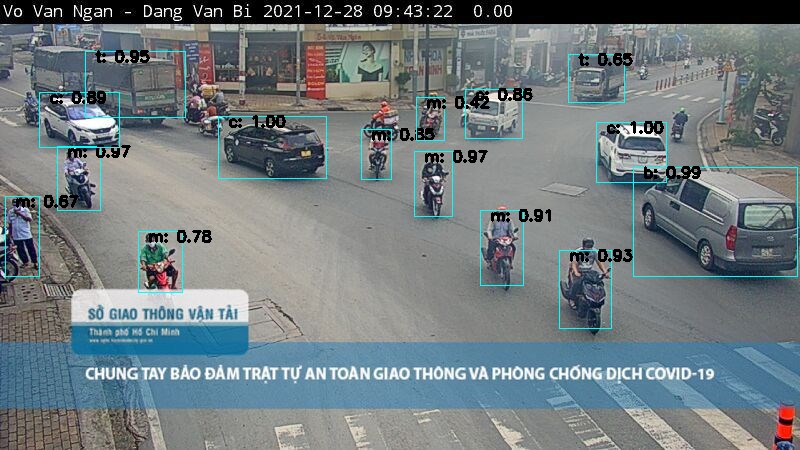 Vo Van Ngan - Dang Van Bi 2021-12-28 09:43:22 0.00
t: 0.95
t: 0.65
c: 0.89
c: 1.00
m: 0.42
0.86
m: 0.85
c: 1.00
m: 0.97
m: 0.97
b: 0.99
m: 0.67
m: 0.78
m: 0.91
m: 0.93
SỞ GIAO THÔNG VẬN TẢI
Thành phố Hồ Chí Minh
CHUNG TAY BẢO ĐẢM TRẬT TỰ AN TOÀN GIAO THÔNG VÀ PHÒNG CHỐNG DỊCH COVID-19